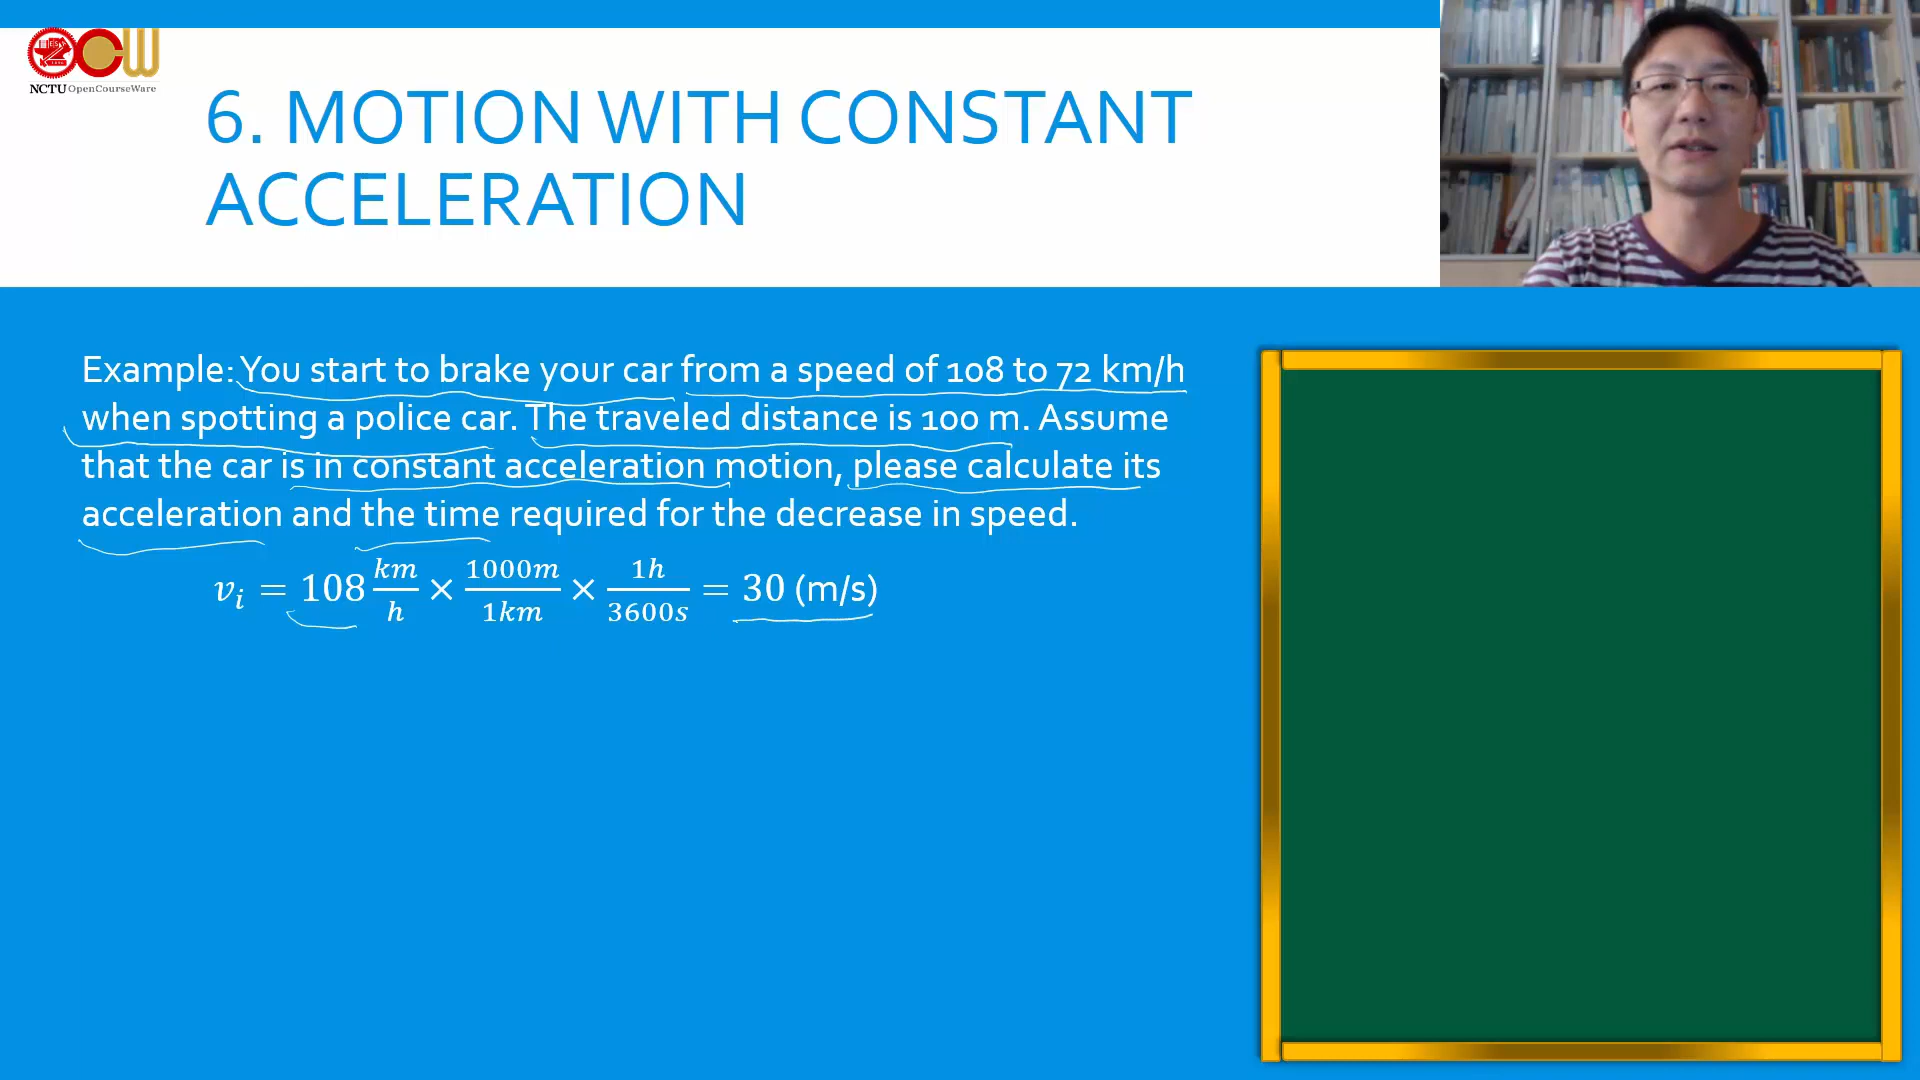 NCTU OpenCourseWare
6. MOTION WITH CONSTANT
ACCELERATION
Example: You start to brake your car from a speed of 108 to 72 km/h
when spotting a police car. The traveled distance is 100 m. Assume
that the car is in constant acceleration motion, please calculate its
acceleration and the time required for the decrease in speed.
v_i = 108 km/h × 1000m/1km × 1h/3600s = 30 (m/s)